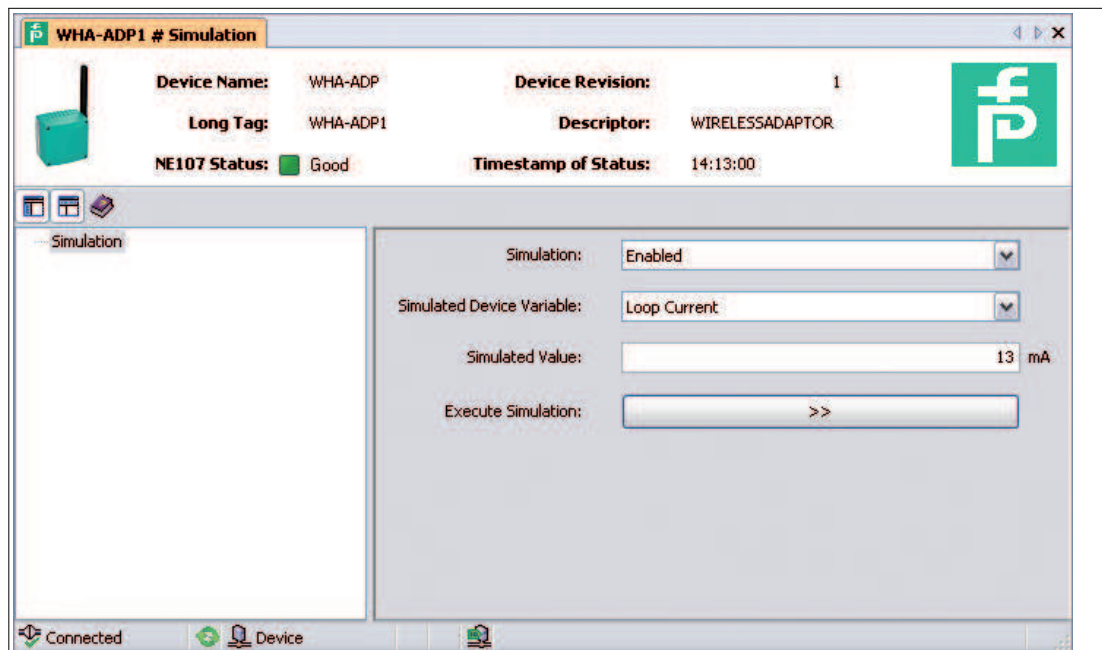 WHA-ADP1 # Simulation
Device Name: WHA-ADP Device Revision: 1
Long Tag: WHA-ADP1 Descriptor: WIRELESSADAPTOR
NE107 Status: Good Timestamp of Status: 14:13:00
Simulation
Simulation: Enabled
Simulated Device Variable: Loop Current
Simulated Value: 13 mA
Execute Simulation: >>
Connected Device